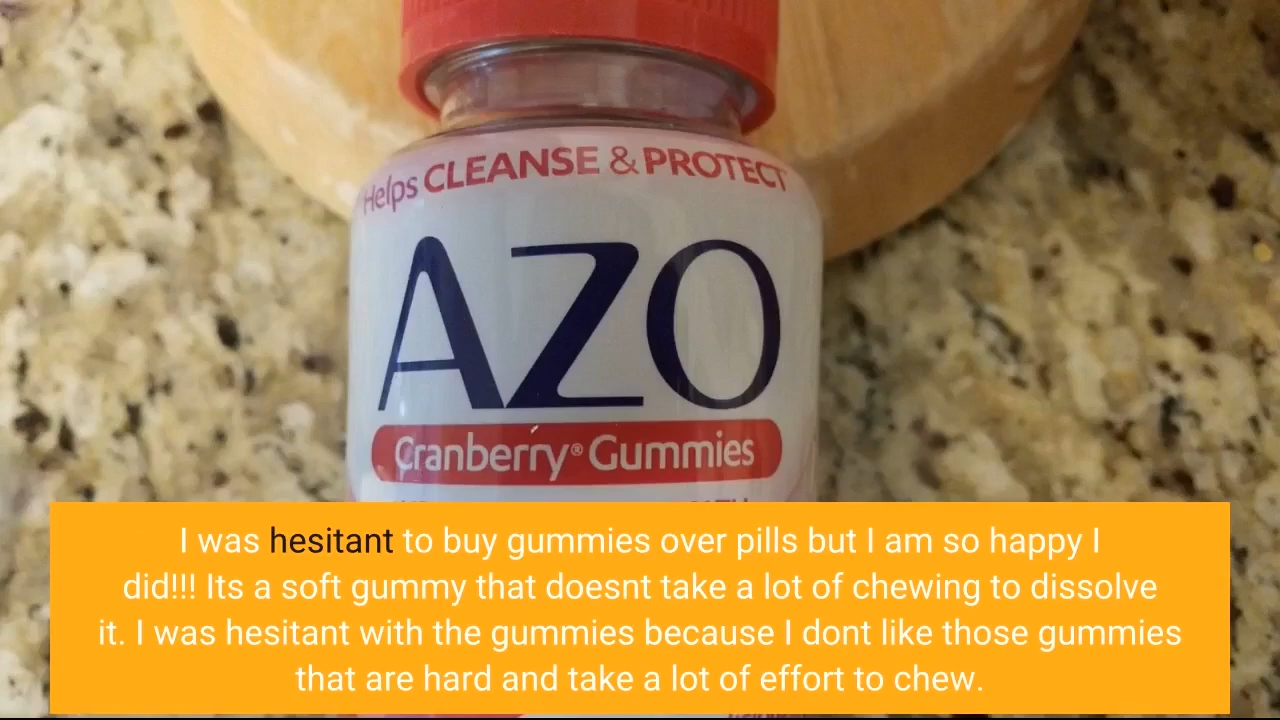 Helps CLEANSE & PROTECT
AZO
Cranberry® Gummies
I was hesitant to buy gummies over pills but I am so happy I
did!!! Its a soft gummy that doesnt take a lot of chewing to dissolve
it. I was hesitant with the gummies because I dont like those gummies
that are hard and take a lot of effort to chew.